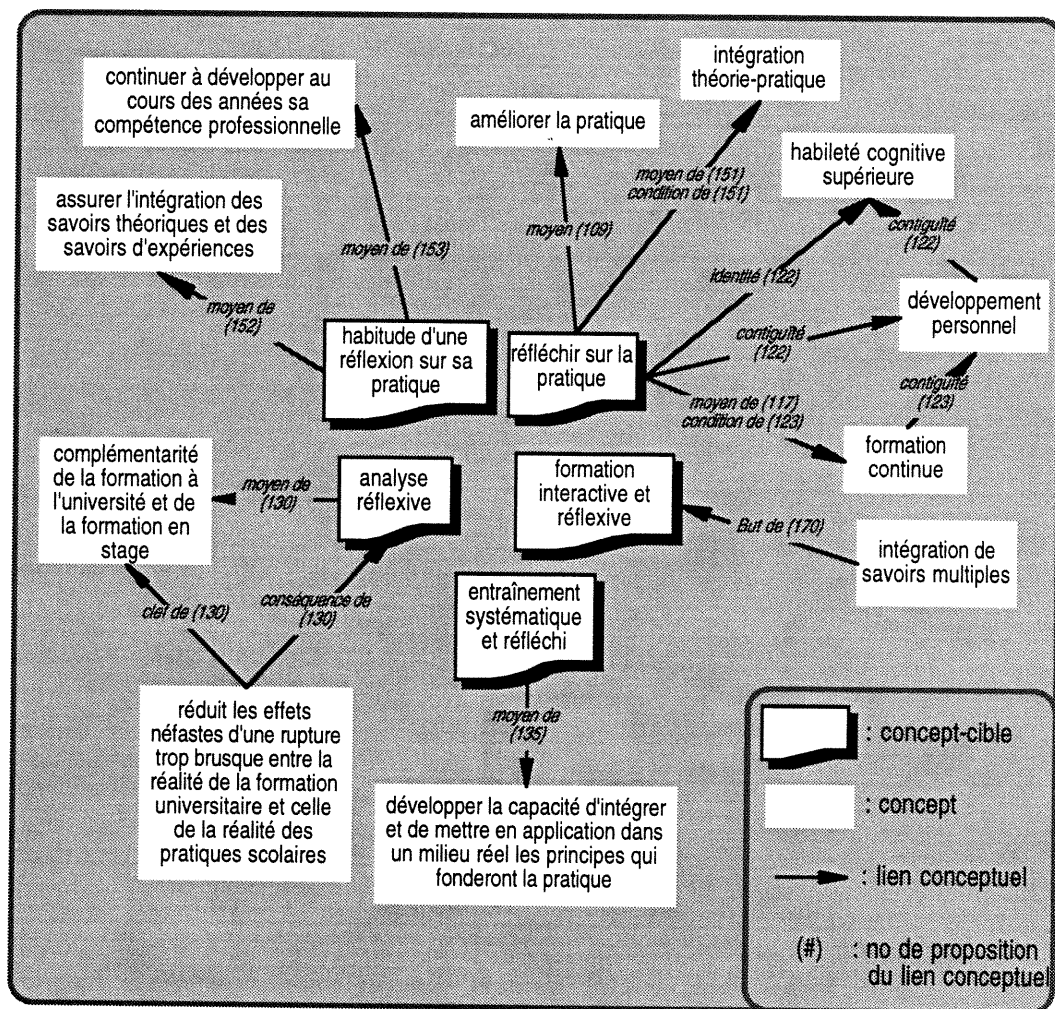 continuer à développer au
cours des années sa
compétence professionnelle
intégration
théorie-pratique
améliorer la pratique
habileté cognitive
supérieure
assurer l'intégration des
savoirs théoriques et des
savoirs d'expériences
moyen de (151)
condition de (151)
moyen (109)
contiguïté
(122)
moyen de (153)
Identité (122)
moyen de
(152)
développement
personnel
habitude d'une
réflexion sur sa
pratique
réfléchir sur la
pratique
contiguïté
(122)
contiguïté
(123)
moyen de (117)
condition de (123)
formation
continue
complémentarité
de la formation à
l'université et de
la formation en
stage
moyen de
(130)
analyse
réflexive
formation
interactive et
réflexive
But de (170)
intégration de
savoirs multiples
clef de (130)
conséquence de
(130)
entraînement
systématique
et réfléchi
moyen de
(135)
réduit les effets
néfastes d'une rupture
trop brusque entre la
réalité de la formation
universitaire et celle
de la réalité des
pratiques scolaires
développer la capacité d'intégrer
et de mettre en application dans
un milieu réel les principes qui
fonderont la pratique
: concept-cible
: concept
: lien conceptuel
(#) : no de proposition
du lien conceptuel